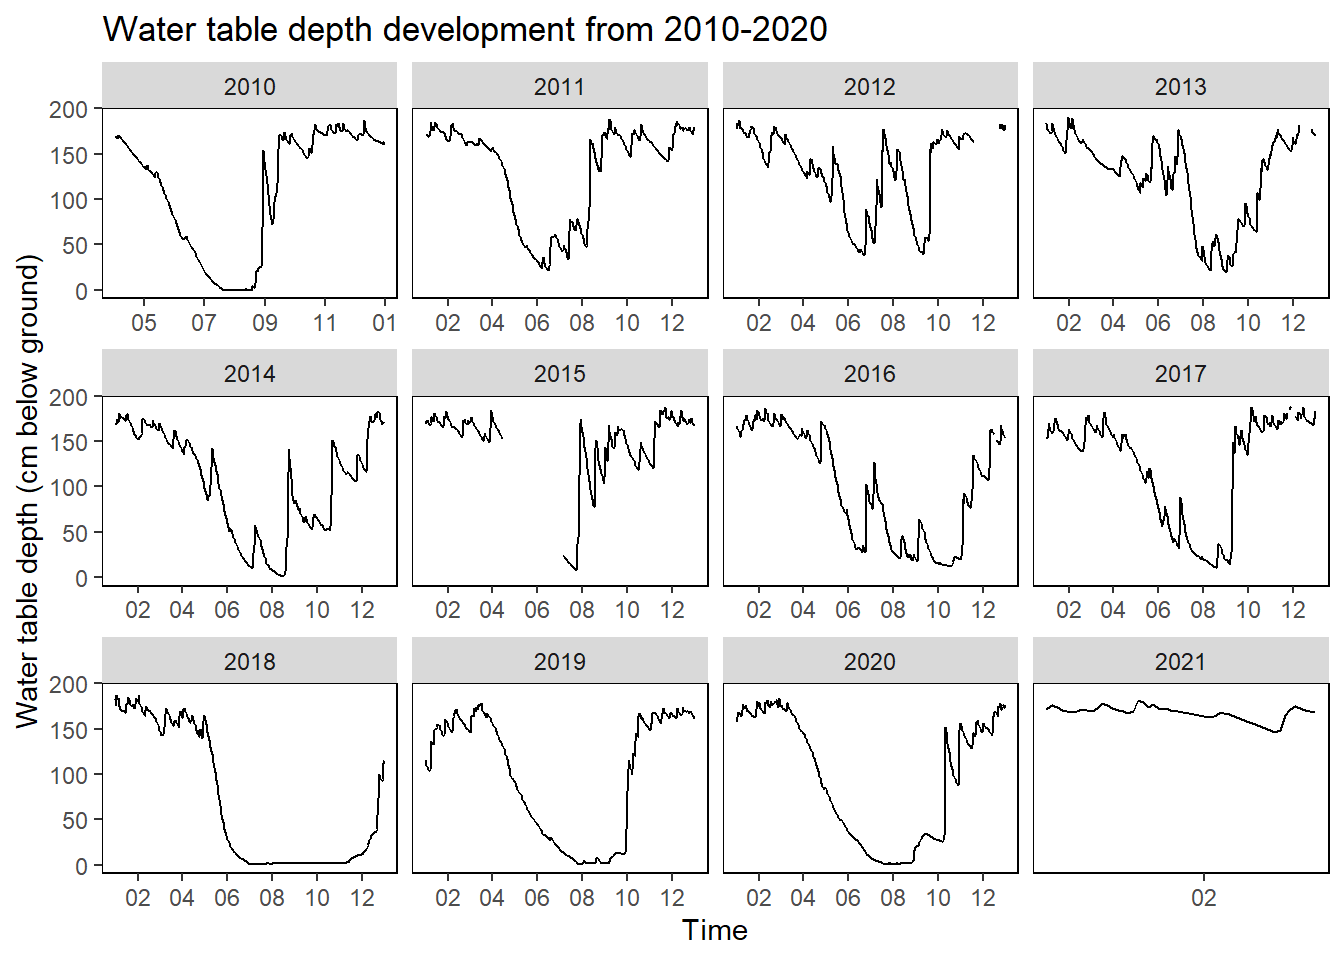 Water table depth development from 2010-2020
Water table depth (cm below ground)
2010 2011 2012 2013
200
150
100
50
0
05 07 09 11 01 02 04 06 08 10 12 02 04 06 08 10 12 02 04 06 08 10 12
2014 2015 2016 2017
200
150
100
50
0
02 04 06 08 10 12 02 04 06 08 10 12 02 04 06 08 10 12 02 04 06 08 10 12
2018 2019 2020 2021
200
150
100
50
0
02 04 06 08 10 12 02 04 06 08 10 12 02 04 06 08 10 12 02
Time